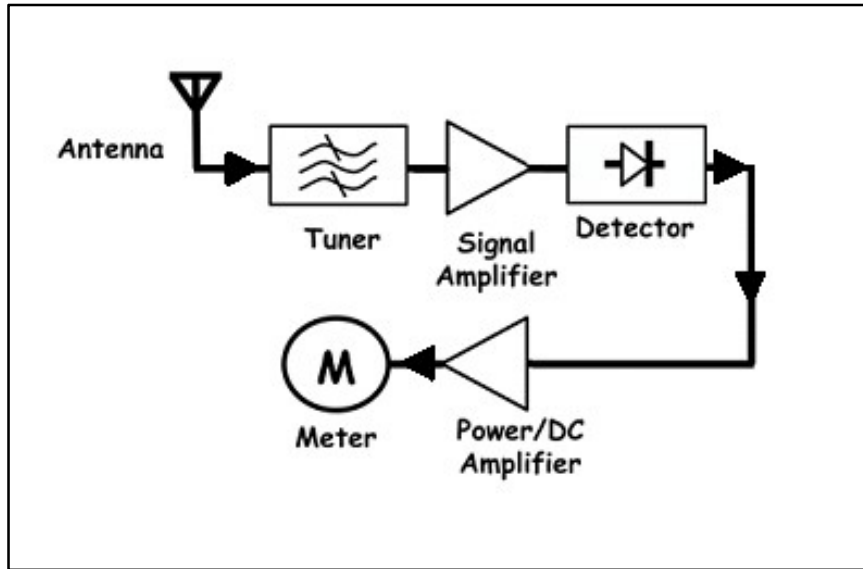 Antenna
Tuner
Signal
Amplifier
Detector
M
Meter
Power/DC
Amplifier